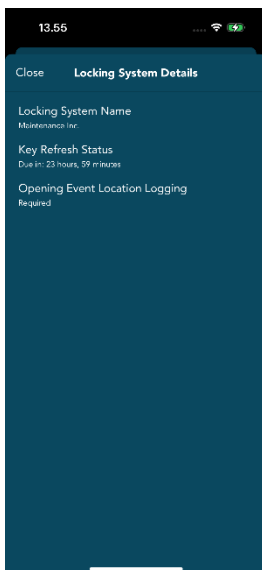 13.55
Close Locking System Details
Locking System Name
Maintenance Inc.
Key Refresh Status
Due in: 23 hours, 59 minutes
Opening Event Location Logging
Required